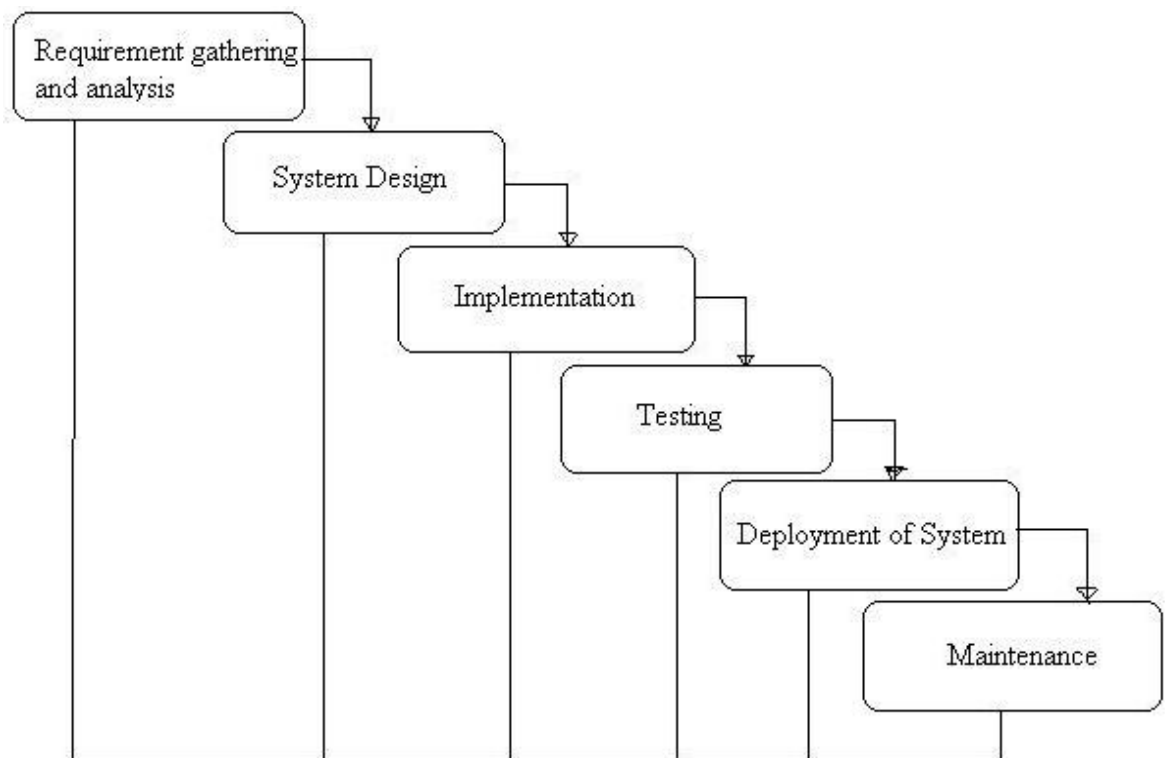 Requirement gathering
and analysis
System Design
Implementation
Testing
Deployment of System
Maintenance